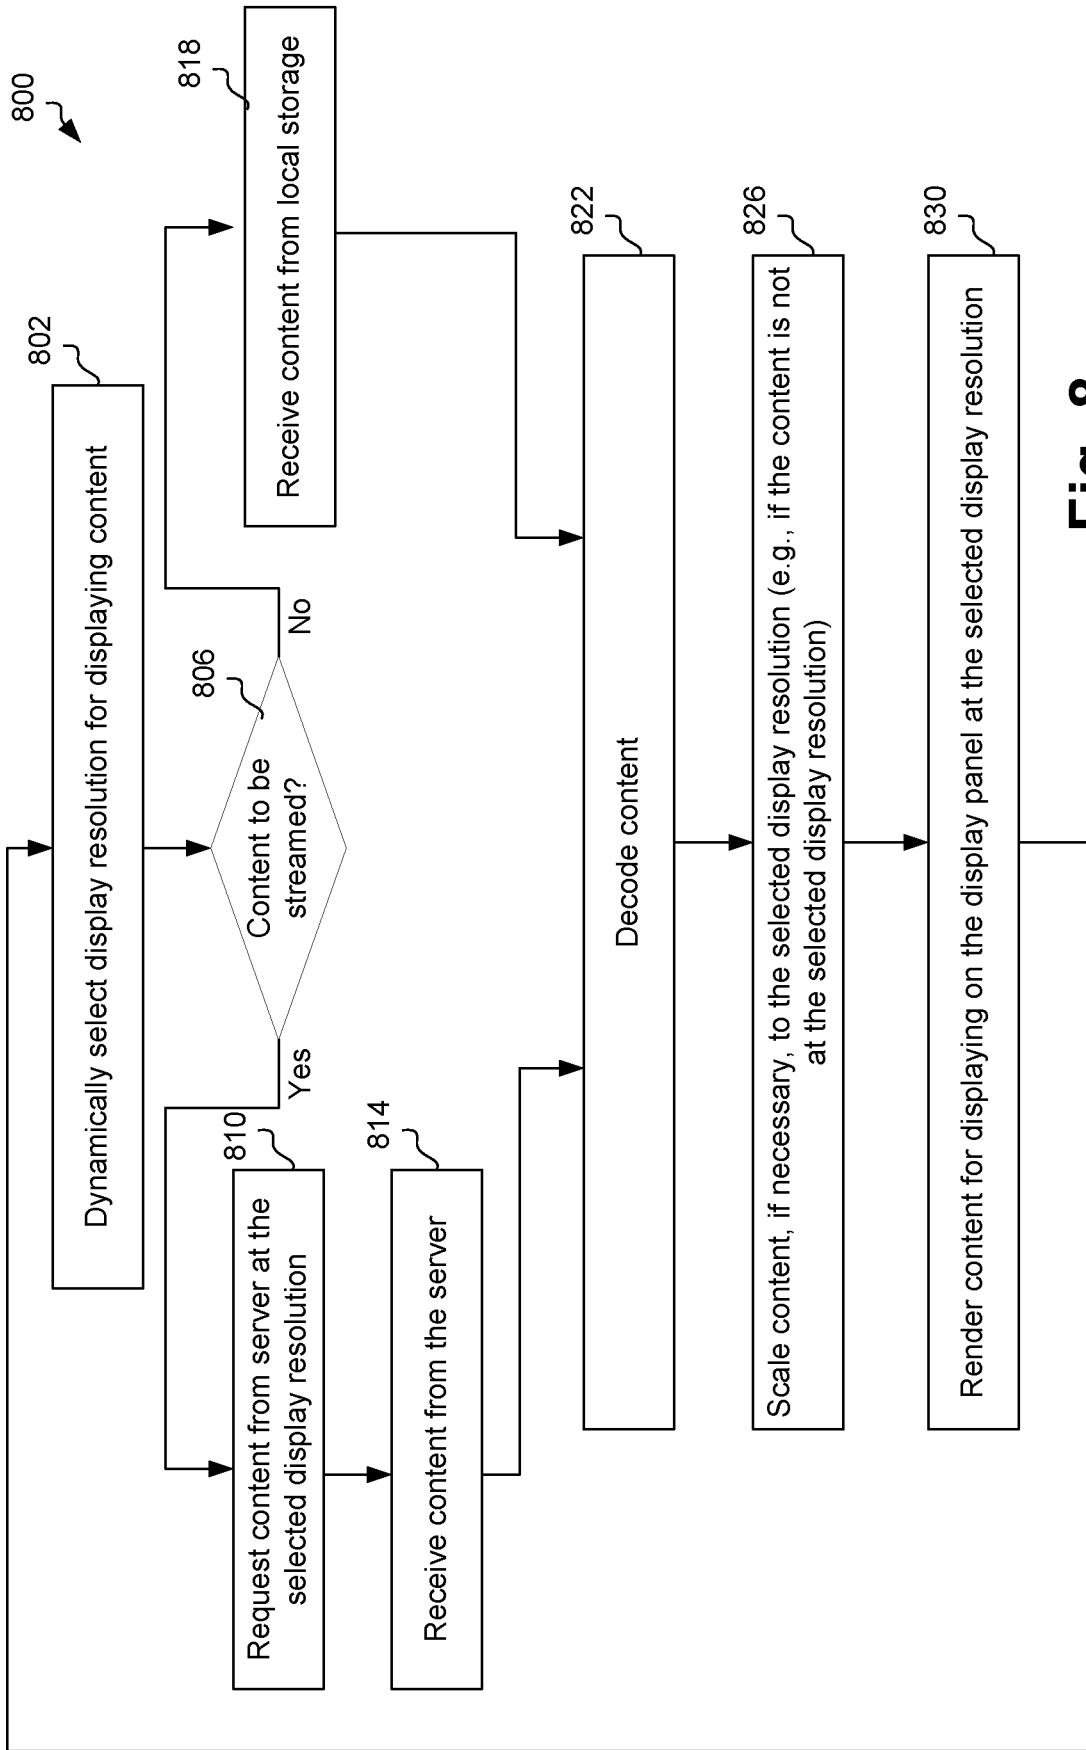 800
802
Dynamically select display resolution for displaying content
806
Content to be
streamed?
Yes
No
810
Request content from server at the
selected display resolution
814
Receive content from the server
818
Receive content from local storage
822
Decode content
826
Scale content, if necessary, to the selected display resolution (e.g., if the content is not
at the selected display resolution)
830
Render content for displaying on the display panel at the selected display resolution
Fig. 8